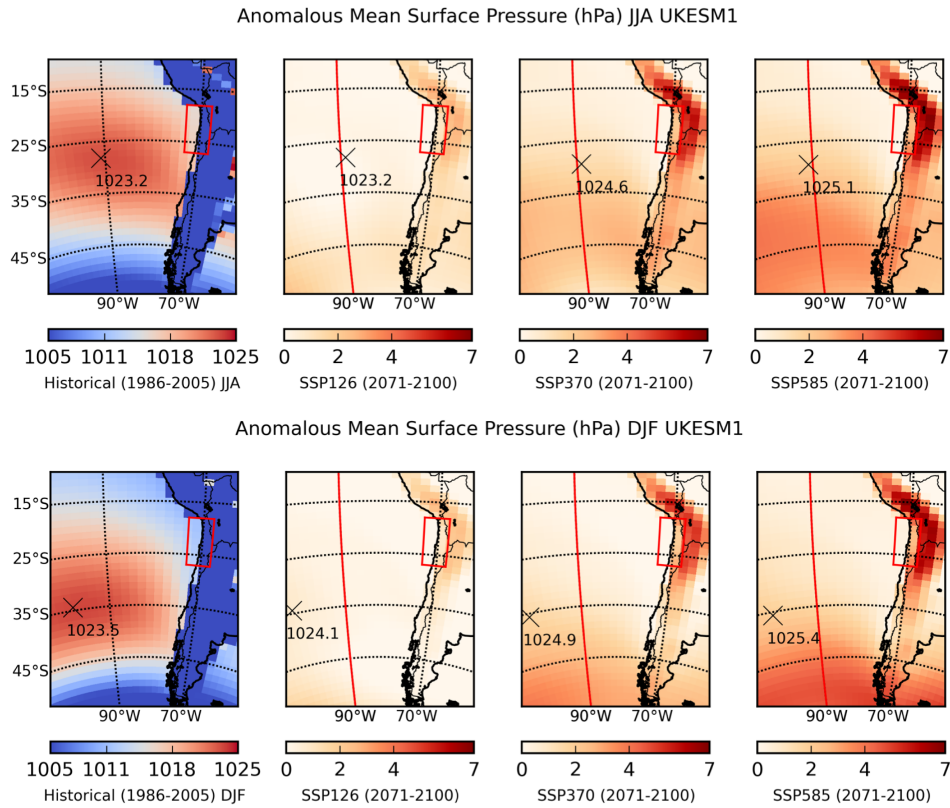 Anomalous Mean Surface Pressure (hPa) JJA UKESM1
15°S
25°S
35°S
45°S
1023.2
1023.2
1024.6
1025.1
90°W 70°W 90°W 70°W 90°W 70°W 90°W 70°W
1005 1011 1018 1025 0 2 4 7 0 2 4 7 0 2 4 7
Historical (1986-2005) JJA SSP126 (2071-2100) SSP370 (2071-2100) SSP585 (2071-2100)
Anomalous Mean Surface Pressure (hPa) DJF UKESM1
15°S
25°S
35°S
45°S
1023.5
1024.1
1024.9
1025.4
90°W 70°W 90°W 70°W 90°W 70°W 90°W 70°W
1005 1011 1018 1025 0 2 4 7 0 2 4 7 0 2 4 7
Historical (1986-2005) DJF SSP126 (2071-2100) SSP370 (2071-2100) SSP585 (2071-2100)